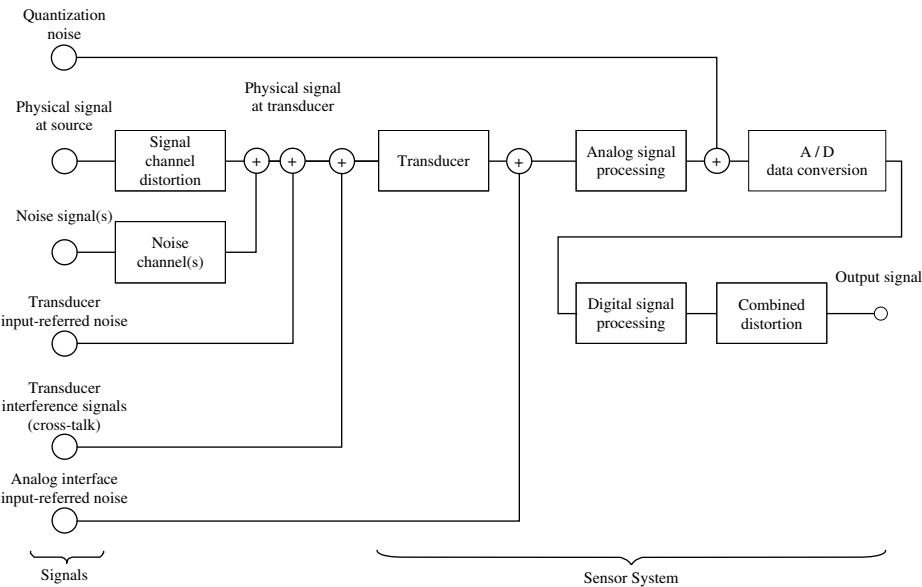 Quantization
noise
Physical signal
at transducer
Physical signal
at source
Signal
channel
distortion
+
+
+
Transducer
+
Analog signal
processing
+
A / D
data conversion
Noise signal(s)
Noise
channel(s)
Output signal
Transducer
input-referred noise
Digital signal
processing
Combined
distortion
Transducer
interference signals
(cross-talk)
Analog interface
input-referred noise
Signals
Sensor System